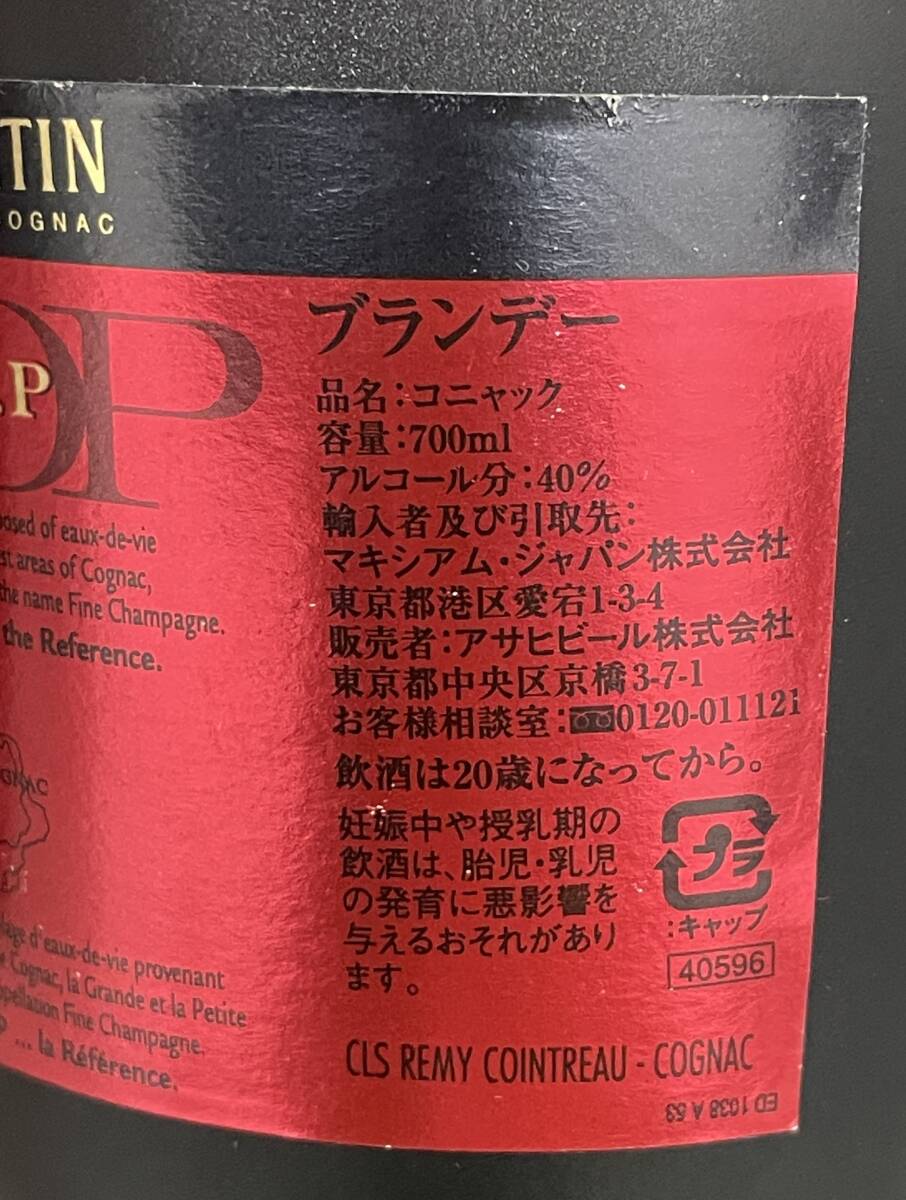 TIN
COGNAC
OP
.P
of eaux-de-vie
areas of Cognac,
the name Fine Champagne.
the Reference.
d'eaux-de-vie provenant
Cognac, la Grande et la Petite
Fine Champagne.
... la Référence.
ブランデー
品名:コニャック
容量:700ml
アルコール分:40%
輸入者及び引取先:
マキシアム・ジャパン株式会社
東京都港区愛宕1-3-4
販売者:アサヒビール株式会社
東京都中央区京橋3-7-1
お客様相談室:0120-011121
飲酒は20歳になってから。
妊娠中や授乳期の
飲酒は、胎児・乳児
の発育に悪影響を
与えるおそれがあり
ます。
プラ
:キャップ
40596
CLS REMY COINTREAU - COGNAC
ED 1038 A 53